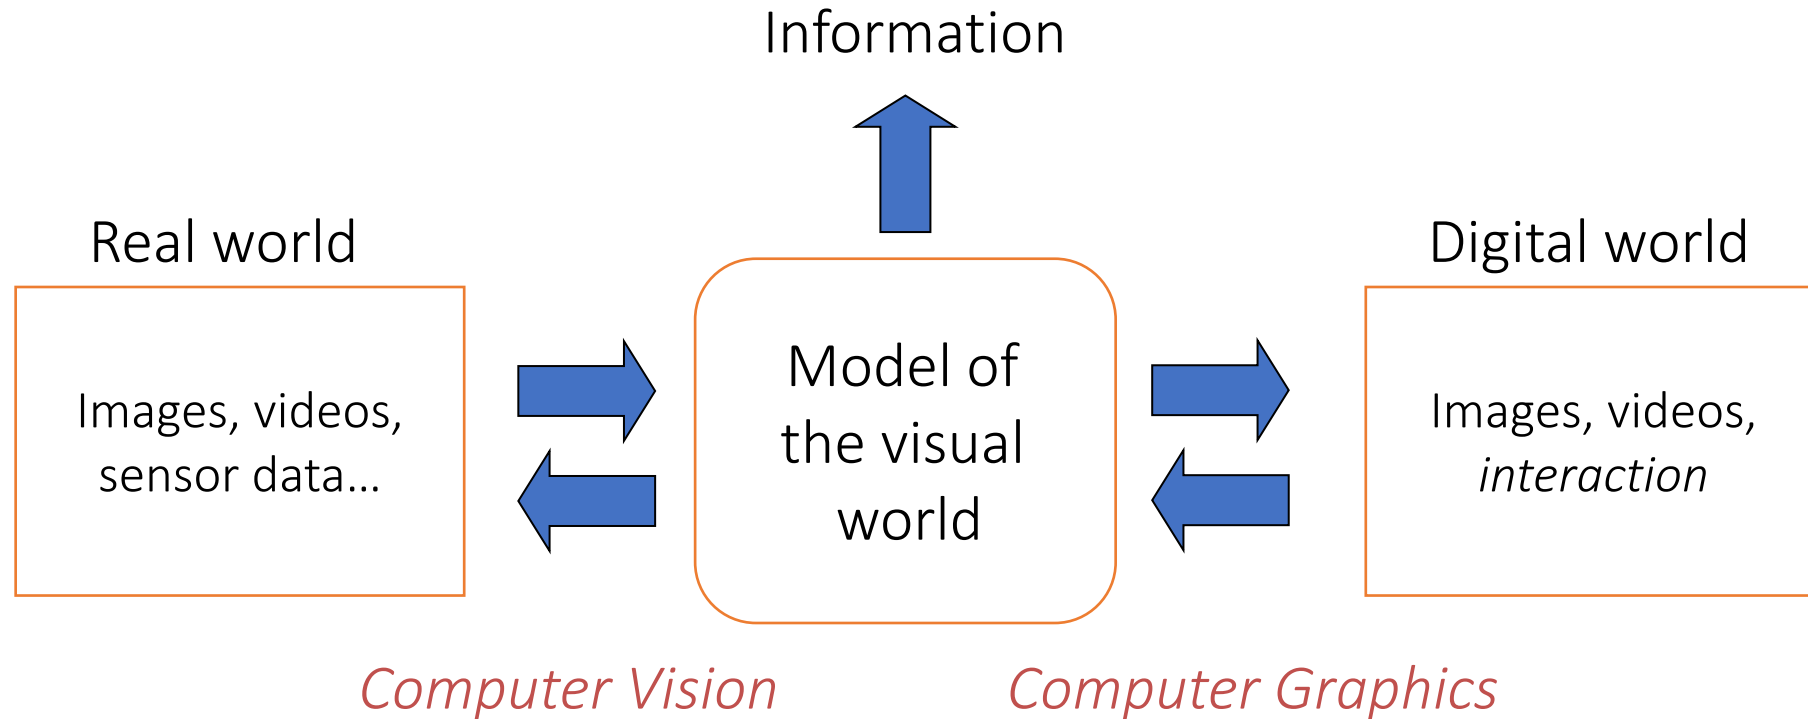 Information
Real world
Digital world
Images, videos,
sensor data...
Model of
the visual
world
Images, videos,
interaction
Computer Vision
Computer Graphics